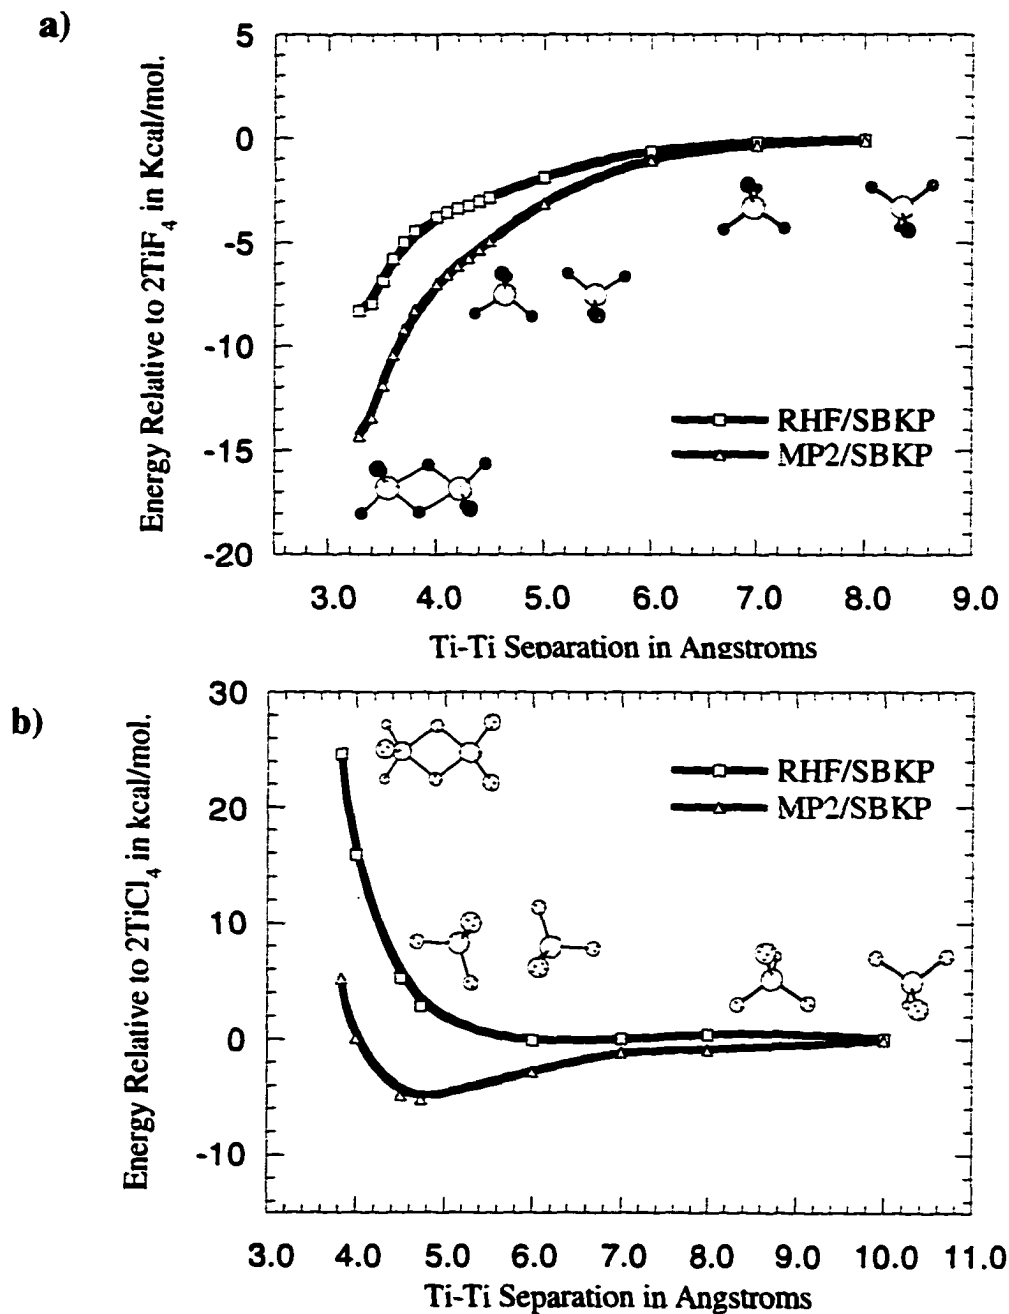 a)
Energy Relative to 2TiF4 in Kcal/mol.
5
0
-5
-10
-15
-20
RHF/SBKP
MP2/SBKP
3.0 4.0 5.0 6.0 7.0 8.0 9.0
Ti-Ti Separation in Angstroms
b)
Energy Relative to 2TiCl4 in kcal/mol.
30
20
10
0
-10
RHF/SBKP
MP2/SBKP
3.0 4.0 5.0 6.0 7.0 8.0 9.0 10.0 11.0
Ti-Ti Separation in Angstroms